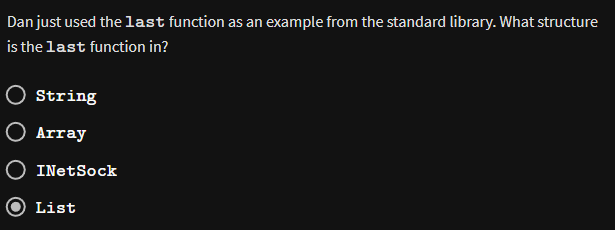 Dan just used the last function as an example from the standard library. What structure
is the last function in?
String
Array
INetSock
List